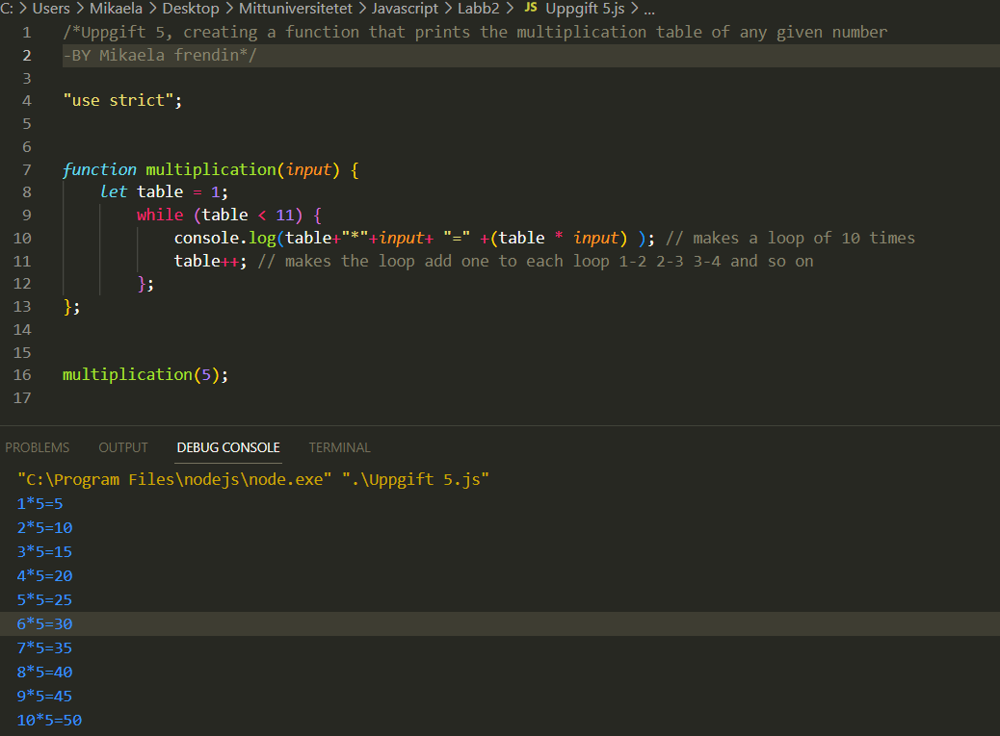 C: > Users > Mikaela > Desktop > Mittuniversitetet > Javascript > Labb2 > JS Uppgift 5.js > ...
1 /*Uppgift 5, creating a function that prints the multiplication table of any given number
2 -BY Mikaela frendin*/
3
4 "use strict";
5
6
7 function multiplication(input) {
8 let table = 1;
9 while (table < 11) {
10 console.log(table+"*"+input+ "=" +(table * input) ); // makes a loop of 10 times
11 table++; // makes the loop add one to each loop 1-2 2-3 3-4 and so on
12 };
13 };
14
15
16 multiplication(5);
17
PROBLEMS OUTPUT DEBUG CONSOLE TERMINAL
"C:\Program Files\nodejs\node.exe" ".\Uppgift 5.js"
1*5=5
2*5=10
3*5=15
4*5=20
5*5=25
6*5=30
7*5=35
8*5=40
9*5=45
10*5=50